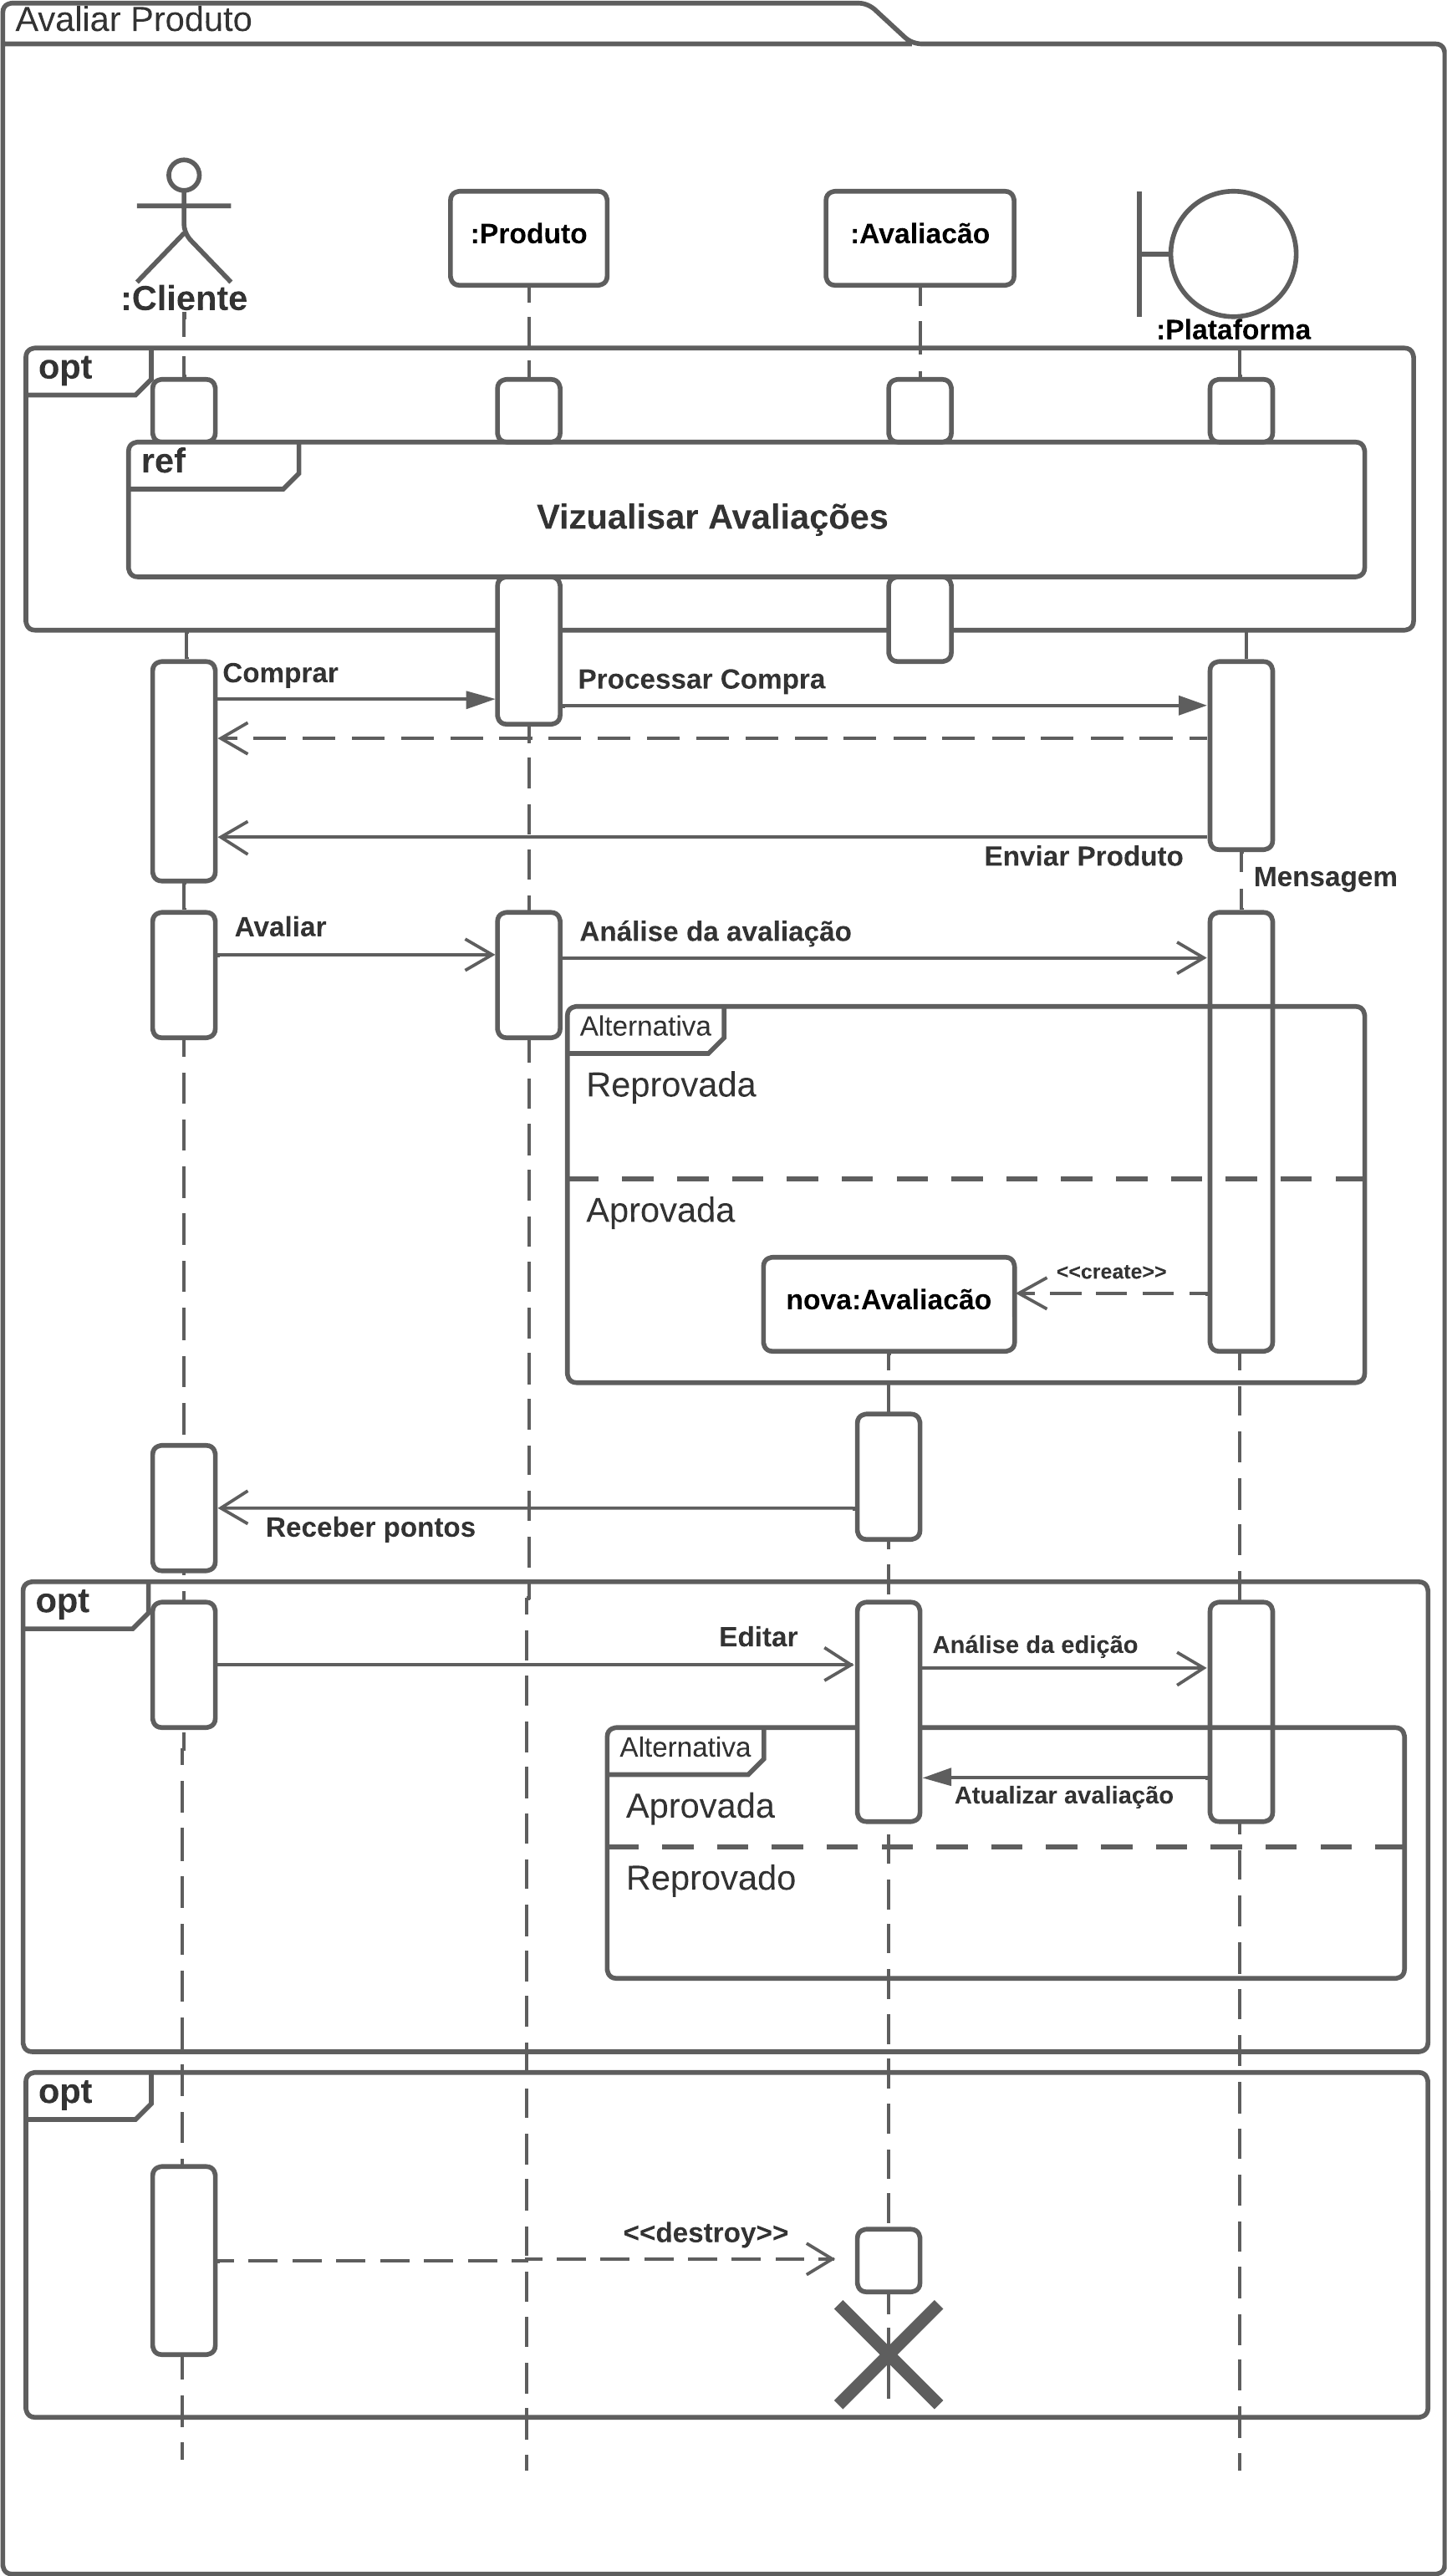 Avaliar Produto
:Cliente
:Produto
:Avaliacão
:Plataforma
opt
ref
Vizualisar Avaliações
Comprar
Processar Compra
Enviar Produto
Mensagem
Avaliar
Análise da avaliação
Alternativa
Reprovada
Aprovada
<<create>>
nova:Avaliacão
Receber pontos
opt
Editar
Análise da edição
Alternativa
Atualizar avaliação
Aprovada
Reprovado
opt
<<destroy>>